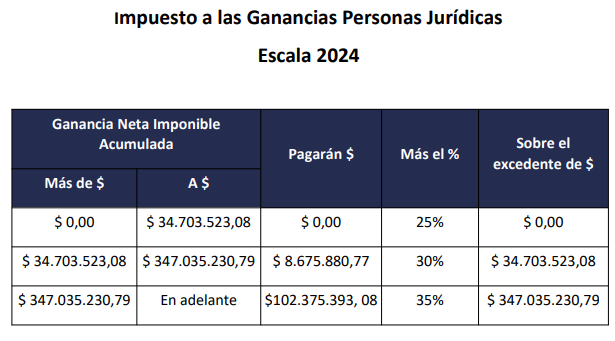 Impuesto a las Ganancias Personas Jurídicas
Escala 2024
Ganancia Neta Imponible
Acumulada
Pagarán $
Más el %
Sobre el
excedente de $
Más de $
A $
$ 0,00 $ 34.703.523,08 $ 0,00 25% $ 0,00
$ 34.703.523,08 $ 347.035.230,79 $ 8.675.880,77 30% $ 34.703.523,08
$ 347.035.230,79 En adelante $102.375.393, 08 35% $ 347.035.230,79